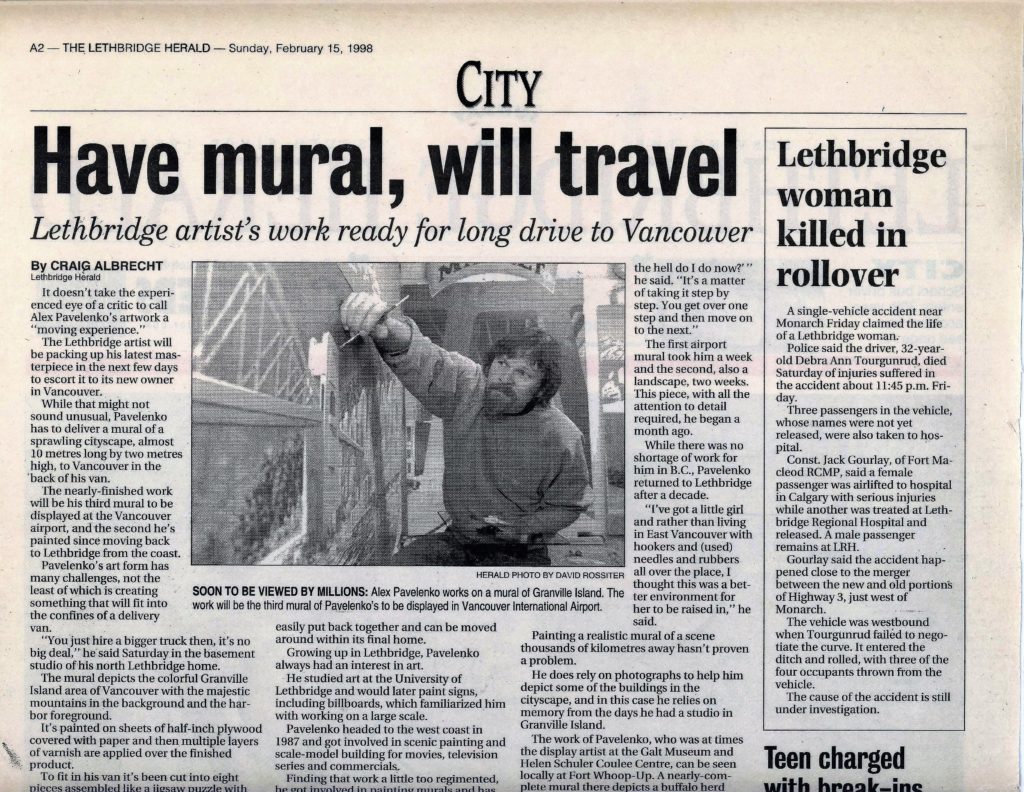 A2 — THE LETHBRIDGE HERALD — Sunday, February 15, 1998
CITY
Have mural, will travel
Lethbridge artist's work ready for long drive to Vancouver
By CRAIG ALBRECHT
Lethbridge Herald
It doesn't take the experi-
enced eye of a critic to call
Alex Pavelenko's artwork a
"moving experience."
The Lethbridge artist will
be packing up his latest mas-
terpiece in the next few days
to escort it to its new owner
in Vancouver.
While that might not
sound unusual, Pavelenko
has to deliver a mural of a
sprawling cityscape, almost
10 metres long by two metres
high, to Vancouver in the
back of his van.
The nearly-finished work
will be his third mural to be
displayed at the Vancouver
airport, and the second he's
painted since moving back
to Lethbridge from the coast.
Pavelenko's art form has
many challenges, not the
least of which is creating
something that will fit into
the confines of a delivery
van.
"You just hire a bigger truck then, it's no
big deal," he said Saturday in the basement
studio of his north Lethbridge home.
The mural depicts the colorful Granville
Island area of Vancouver with the majestic
mountains in the background and the har-
bor foreground.
It's painted on sheets of half-inch plywood
covered with paper and then multiple layers
of varnish are applied over the finished
product.
To fit in his van it's been cut into eight
pieces assembled like a jigsaw puzzle with
HERALD PHOTO BY DAVID ROSSITER
SOON TO BE VIEWED BY MILLIONS: Alex Pavelenko works on a mural of Granville Island. The
work will be the third mural of Pavelenko's to be displayed in Vancouver International Airport.
easily put back together and can be moved
around within its final home.
Growing up in Lethbridge, Pavelenko
always had an interest in art.
He studied art at the University of
Lethbridge and would later paint signs,
including billboards, which familiarized him
with working on a large scale.
Pavelenko headed to the west coast in
1987 and got involved in scenic painting and
scale-model building for movies, television
series and commercials.
Finding that work a little too regimented,
he got involved in painting murals and has
the hell do I do now?' "
he said. "It's a matter
of taking it step by
step. You get over one
step and then move on
to the next."
The first airport
mural took him a week
and the second, also a
landscape, two weeks.
This piece, with all the
attention to detail
required, he began a
month ago.
While there was no
shortage of work for
him in B.C., Pavelenko
returned to Lethbridge
after a decade.
"I've got a little girl
and rather than living
in East Vancouver with
hookers and (used)
needles and rubbers
all over the place, I
thought this was a bet-
ter environment for
her to be raised in," he
said.
Painting a realistic mural of a scene
thousands of kilometres away hasn't proven
a problem.
He does rely on photographs to help him
depict some of the buildings in the
cityscape, and in this case he relies on
memory from the days he had a studio in
Granville Island.
The work of Pavelenko, who was at times
the display artist at the Galt Museum and
Helen Schuler Coulee Centre, can be seen
locally at Fort Whoop-Up. A nearly-com-
plete mural there depicts a buffalo herd
Lethbridge
woman
killed in
rollover
A single-vehicle accident near
Monarch Friday claimed the life
of a Lethbridge woman.
Police said the driver, 32-year-
old Debra Ann Tourgunrud, died
Saturday of injuries suffered in
the accident about 11:45 p.m. Fri-
day.
Three passengers in the vehicle,
whose names were not yet
released, were also taken to hos-
pital.
Const. Jack Gourlay, of Fort Ma-
cleod RCMP, said a female
passenger was airlifted to hospital
in Calgary with serious injuries
while another was treated at Leth-
bridge Regional Hospital and
released. A male passenger
remains at LRH.
Gourlay said the accident hap-
pened close to the merger
between the new and old portions
of Highway 3, just west of
Monarch.
The vehicle was westbound
when Tourgunrud failed to nego-
tiate the curve. It entered the
ditch and rolled, with three of the
four occupants thrown from the
vehicle.
The cause of the accident is still
under investigation.
Teen charged
with break-ins